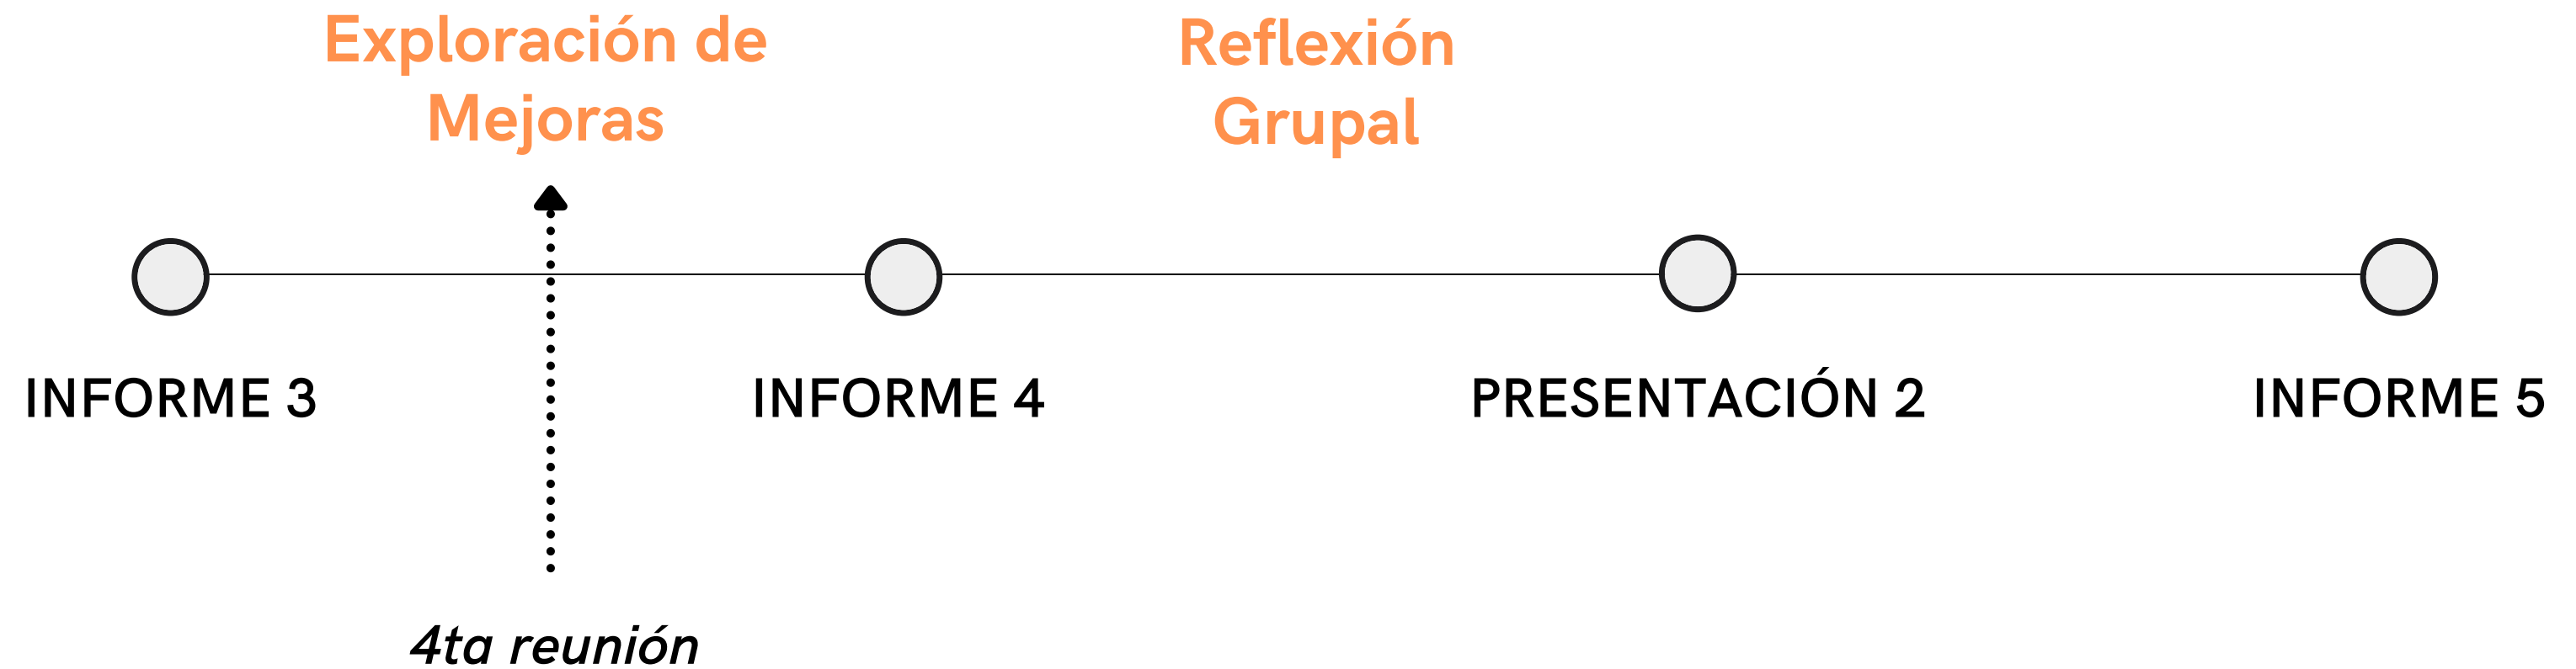 Exploración de
Mejoras
Reflexión
Grupal
INFORME 3
INFORME 4
PRESENTACIÓN 2
INFORME 5
4ta reunión